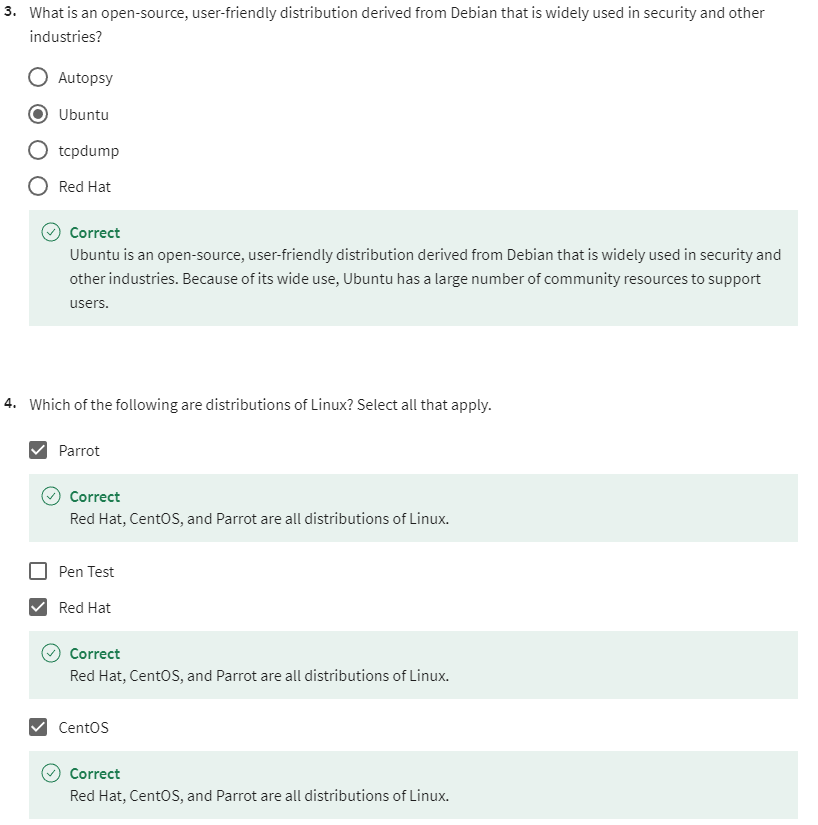 3. What is an open-source, user-friendly distribution derived from Debian that is widely used in security and other
industries?
Autopsy
Ubuntu
tcpdump
Red Hat
Correct
Ubuntu is an open-source, user-friendly distribution derived from Debian that is widely used in security and
other industries. Because of its wide use, Ubuntu has a large number of community resources to support
users.
4. Which of the following are distributions of Linux? Select all that apply.
Parrot
Correct
Red Hat, CentOS, and Parrot are all distributions of Linux.
Pen Test
Red Hat
Correct
Red Hat, CentOS, and Parrot are all distributions of Linux.
CentOS
Correct
Red Hat, CentOS, and Parrot are all distributions of Linux.